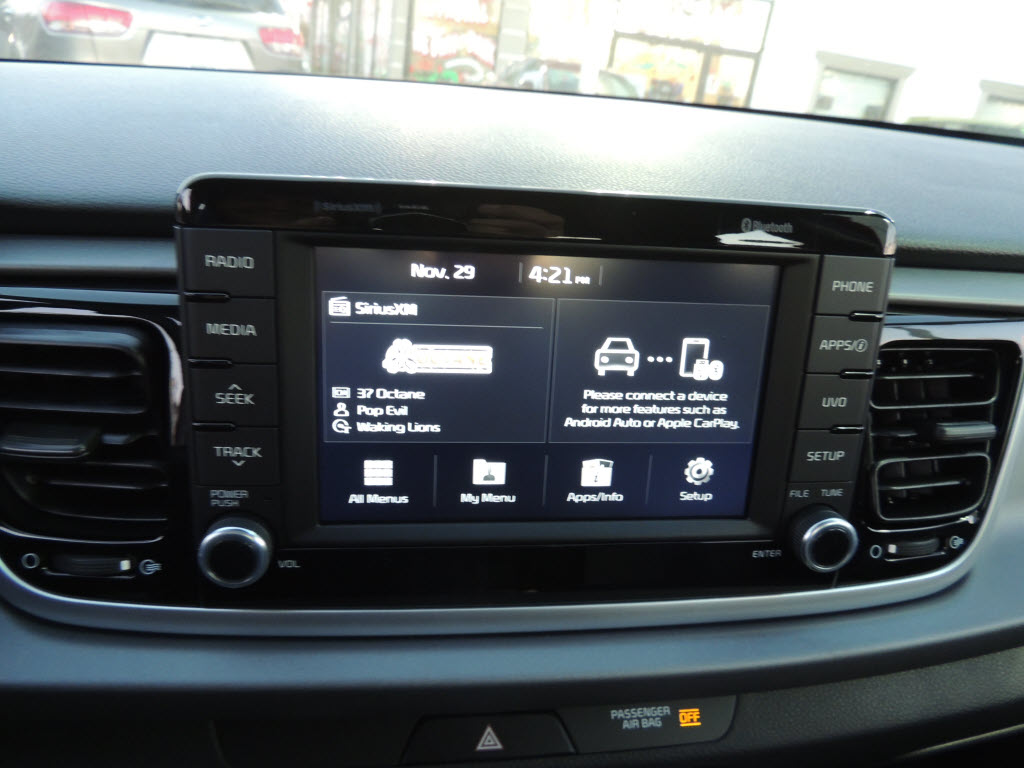 SiriusXM
Bluetooth
RADIO
MEDIA
SEEK
TRACK
POWER
PUSH
VOL
Nov. 29 4:21 PM
SiriusXM
37 Octane
Pop Evil
Waking Lions
Please connect a device
for more features such as
Android Auto or Apple CarPlay.
All Menus
My Menu
Apps/Info
Setup
PHONE
APPS/i
UVO
SETUP
FILE TUNE
ENTER
PASSENGER
AIR BAG OFF